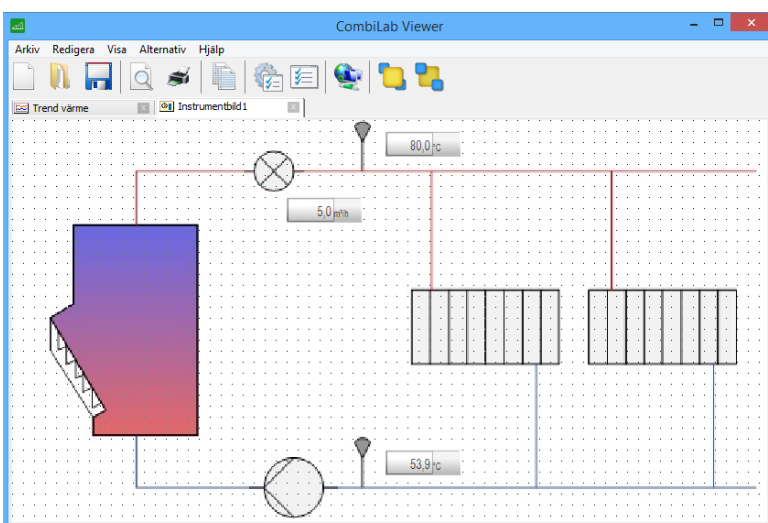 CombiLab Viewer
Arkiv Redigera Visa Alternativ Hjälp
Trend värme Instrumentbild1
80,0 °C
5,0 m³/h
53,9 °C